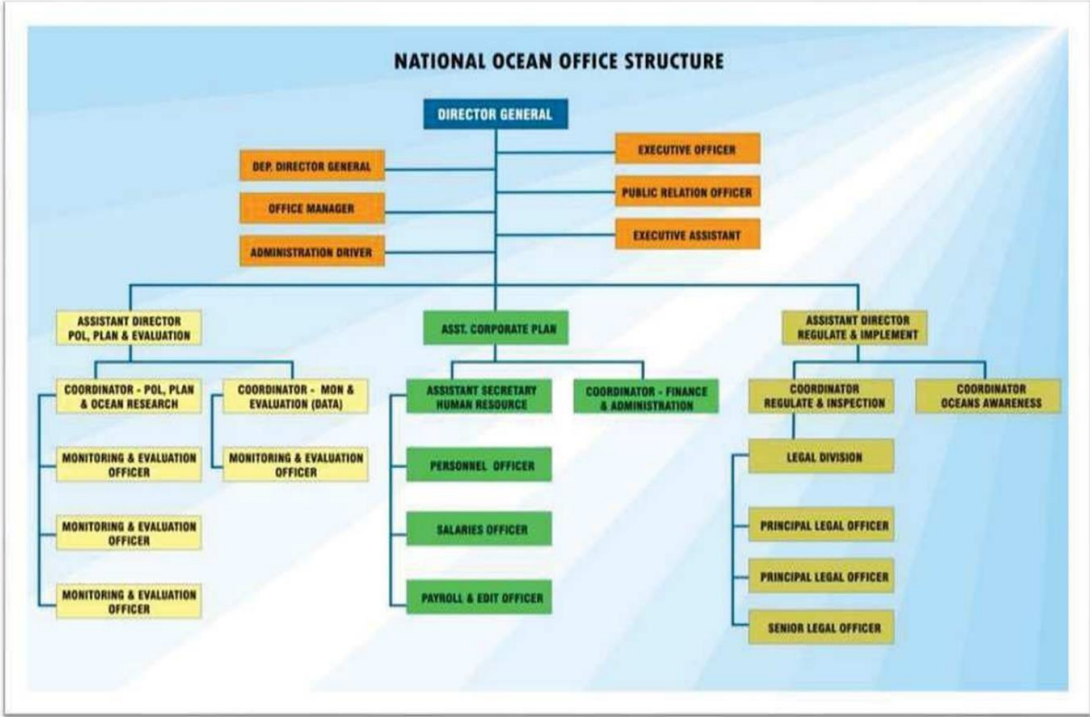 NATIONAL OCEAN OFFICE STRUCTURE
DIRECTOR GENERAL
DEP. DIRECTOR GENERAL
OFFICE MANAGER
ADMINISTRATION DRIVER
EXECUTIVE OFFICER
PUBLIC RELATION OFFICER
EXECUTIVE ASSISTANT
ASSISTANT DIRECTOR
POL, PLAN & EVALUATION
COORDINATOR - POL, PLAN
& OCEAN RESEARCH
MONITORING & EVALUATION
OFFICER
MONITORING & EVALUATION
OFFICER
MONITORING & EVALUATION
OFFICER
COORDINATOR - MON &
EVALUATION (DATA)
MONITORING & EVALUATION
OFFICER
ASST. CORPORATE PLAN
ASSISTANT SECRETARY
HUMAN RESOURCE
PERSONNEL OFFICER
SALARIES OFFICER
PAYROLL & EDIT OFFICER
COORDINATOR - FINANCE
& ADMINISTRATION
ASSISTANT DIRECTOR
REGULATE & IMPLEMENT
COORDINATOR
REGULATE & INSPECTION
LEGAL DIVISION
PRINCIPAL LEGAL OFFICER
PRINCIPAL LEGAL OFFICER
SENIOR LEGAL OFFICER
COORDINATOR
OCEANS AWARENESS